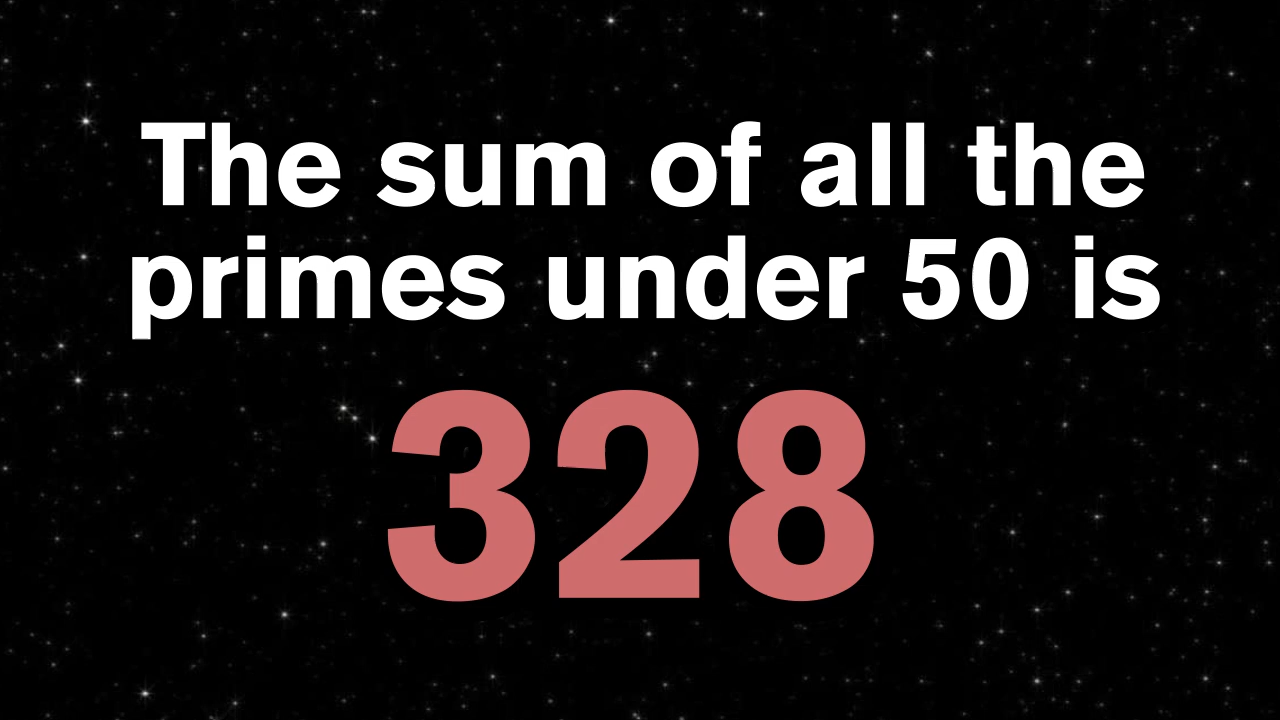 The sum of all the
primes under 50 is
328